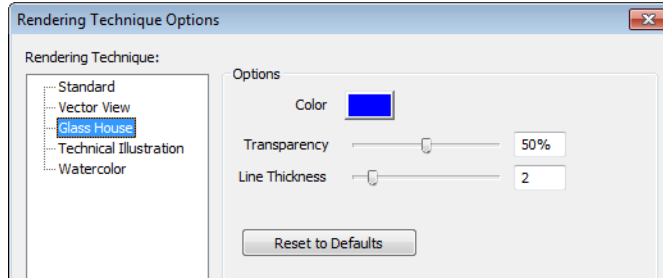 Rendering Technique Options
Rendering Technique:
Standard
Vector View
Glass House
Technical Illustration
Watercolor
Options
Color
Transparency 50%
Line Thickness 2
Reset to Defaults